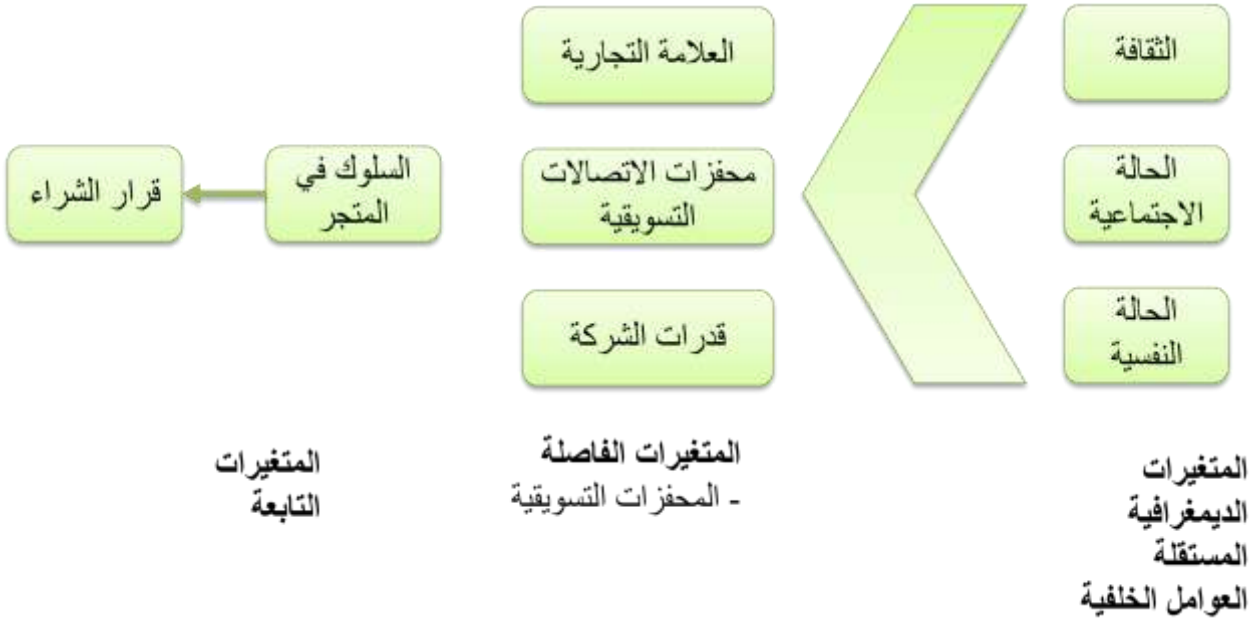 الثقافة
الحالة
الاجتماعية
الحالة
النفسية
العلامة التجارية
محفزات الاتصالات
التسويقية
قدرات الشركة
السلوك في
المتجر
قرار الشراء
المتغيرات
الديمغرافية
المستقلة
العوامل الخلفية
المتغيرات الفاصلة
- المحفزات التسويقية
المتغيرات
التابعة